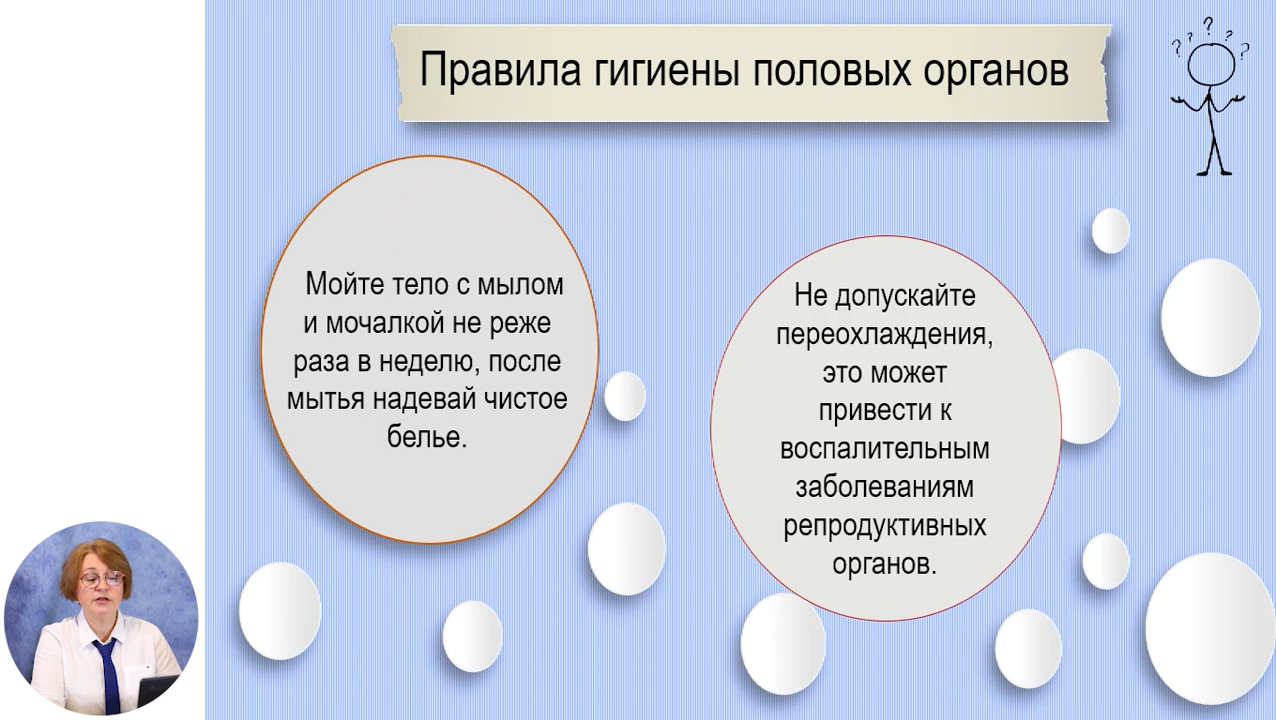 Правила гигиены половых органов
Мойте тело с мылом
и мочалкой не реже
раза в неделю, после
мытья надевай чистое
белье.
Не допускайте
переохлаждения,
это может
привести к
воспалительным
заболеваниям
репродуктивных
органов.